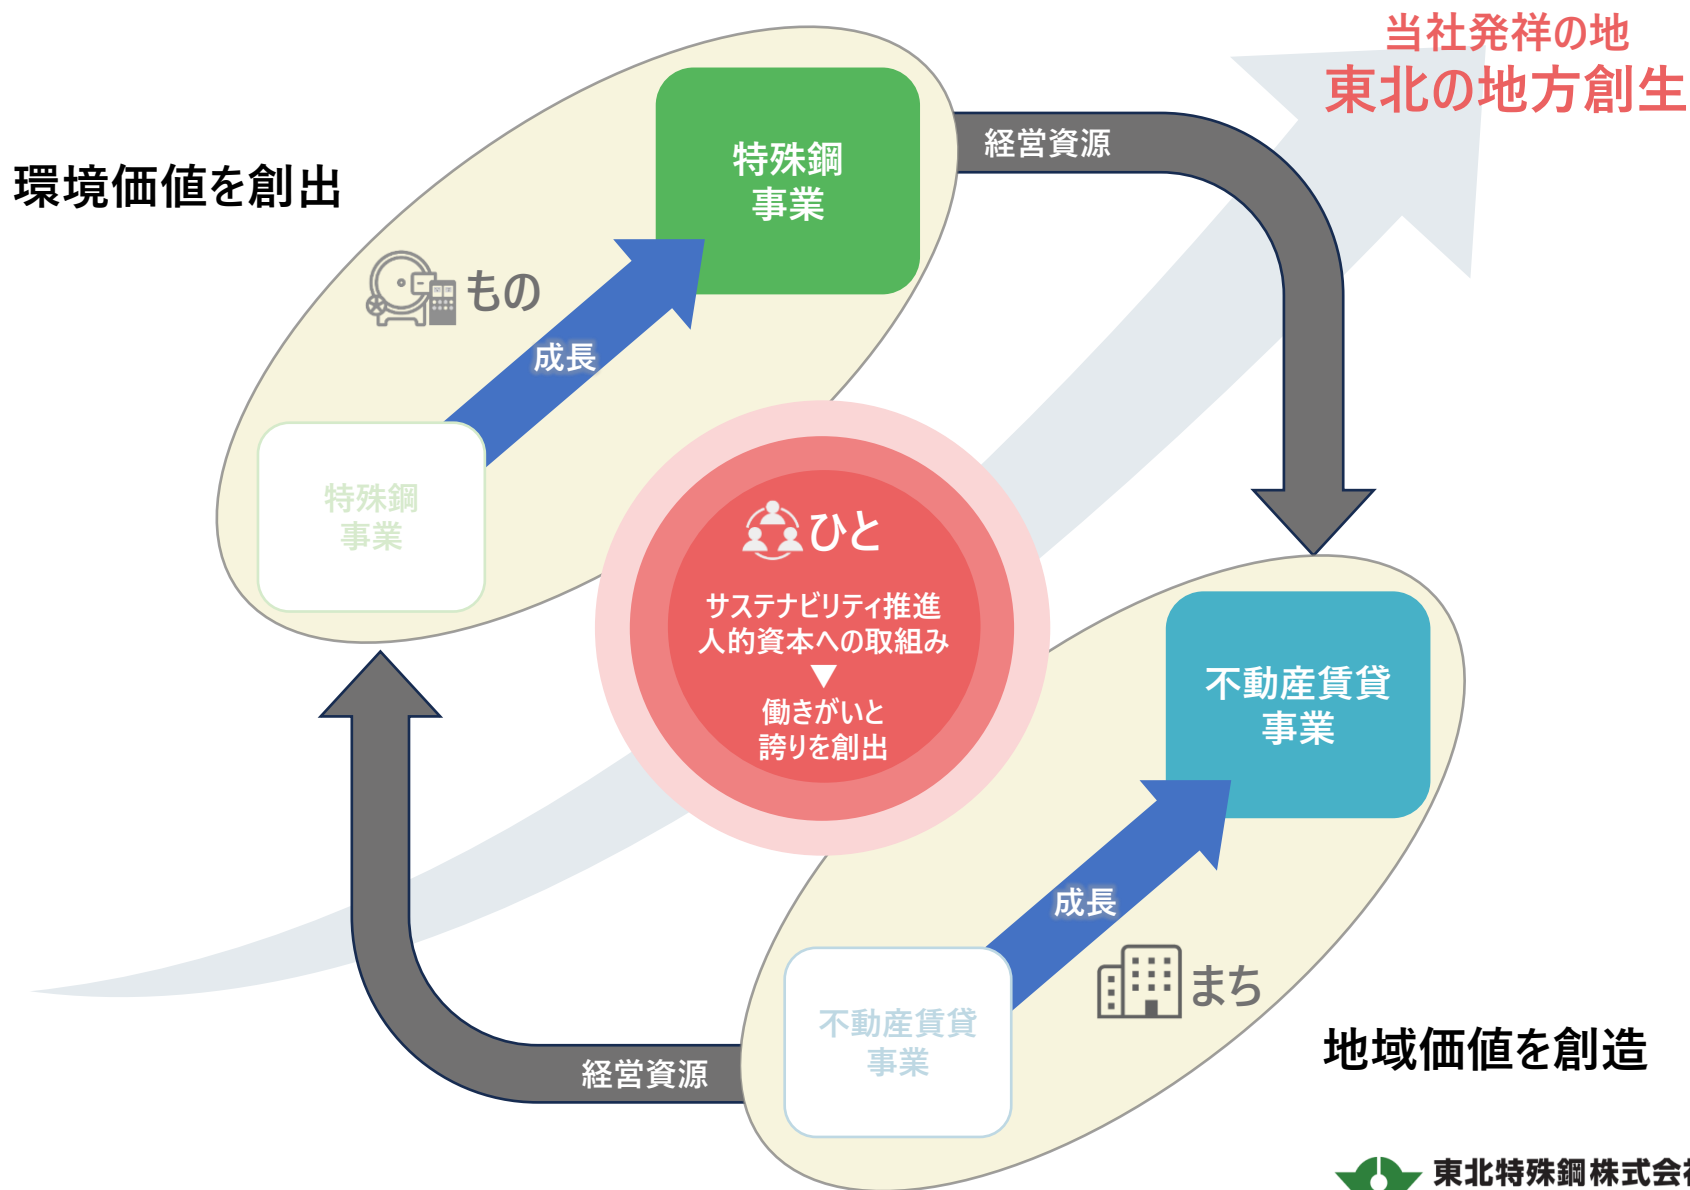 当社発祥の地
東北の地方創生
環境価値を創出
特殊鋼
事業
経営資源
もの
成長
特殊鋼
事業
ひと
サステナビリティ推進
人的資本への取組み
▼
働きがいと
誇りを創出
不動産賃貸
事業
成長
まち
不動産賃貸
事業
経営資源
地域価値を創造
東北特殊鋼株式会社